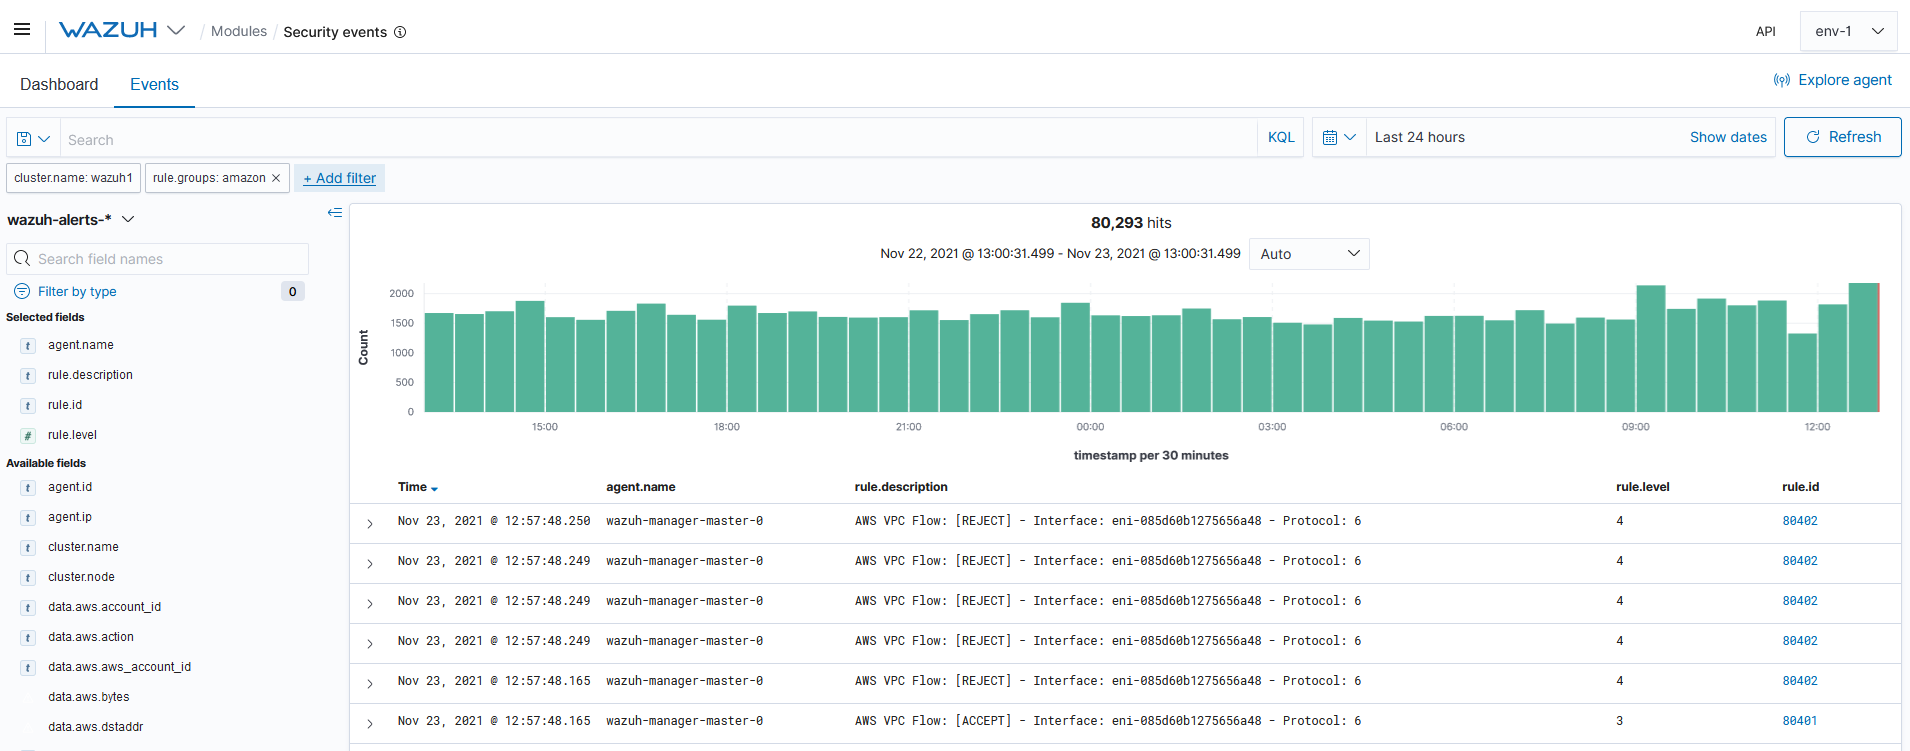 WAZUH / Modules / Security events API env-1
Dashboard Events Explore agent
Search KQL Last 24 hours Show dates Refresh
cluster.name: wazuh1 rule.groups: amazon × + Add filter
wazuh-alerts-*
Search field names
Filter by type 0
Selected fields
t agent.name
t rule.description
t rule.id
# rule.level
Available fields
t agent.id
t agent.ip
t cluster.name
t cluster.node
t data.aws.account_id
t data.aws.action
t data.aws.aws_account_id
data.aws.bytes
data.aws.dstaddr
80,293 hits
Nov 22, 2021 @ 13:00:31.499 - Nov 23, 2021 @ 13:00:31.499 Auto
Count
2000
1500
1000
500
0
15:00 18:00 21:00 00:00 03:00 06:00 09:00 12:00
timestamp per 30 minutes
Time agent.name rule.description rule.level rule.id
Nov 23, 2021 @ 12:57:48.250 wazuh-manager-master-0 AWS VPC Flow: [REJECT] - Interface: eni-085d60b1275656a48 - Protocol: 6 4 80402
Nov 23, 2021 @ 12:57:48.249 wazuh-manager-master-0 AWS VPC Flow: [REJECT] - Interface: eni-085d60b1275656a48 - Protocol: 6 4 80402
Nov 23, 2021 @ 12:57:48.249 wazuh-manager-master-0 AWS VPC Flow: [REJECT] - Interface: eni-085d60b1275656a48 - Protocol: 6 4 80402
Nov 23, 2021 @ 12:57:48.249 wazuh-manager-master-0 AWS VPC Flow: [REJECT] - Interface: eni-085d60b1275656a48 - Protocol: 6 4 80402
Nov 23, 2021 @ 12:57:48.165 wazuh-manager-master-0 AWS VPC Flow: [REJECT] - Interface: eni-085d60b1275656a48 - Protocol: 6 4 80402
Nov 23, 2021 @ 12:57:48.165 wazuh-manager-master-0 AWS VPC Flow: [ACCEPT] - Interface: eni-085d60b1275656a48 - Protocol: 6 3 80401